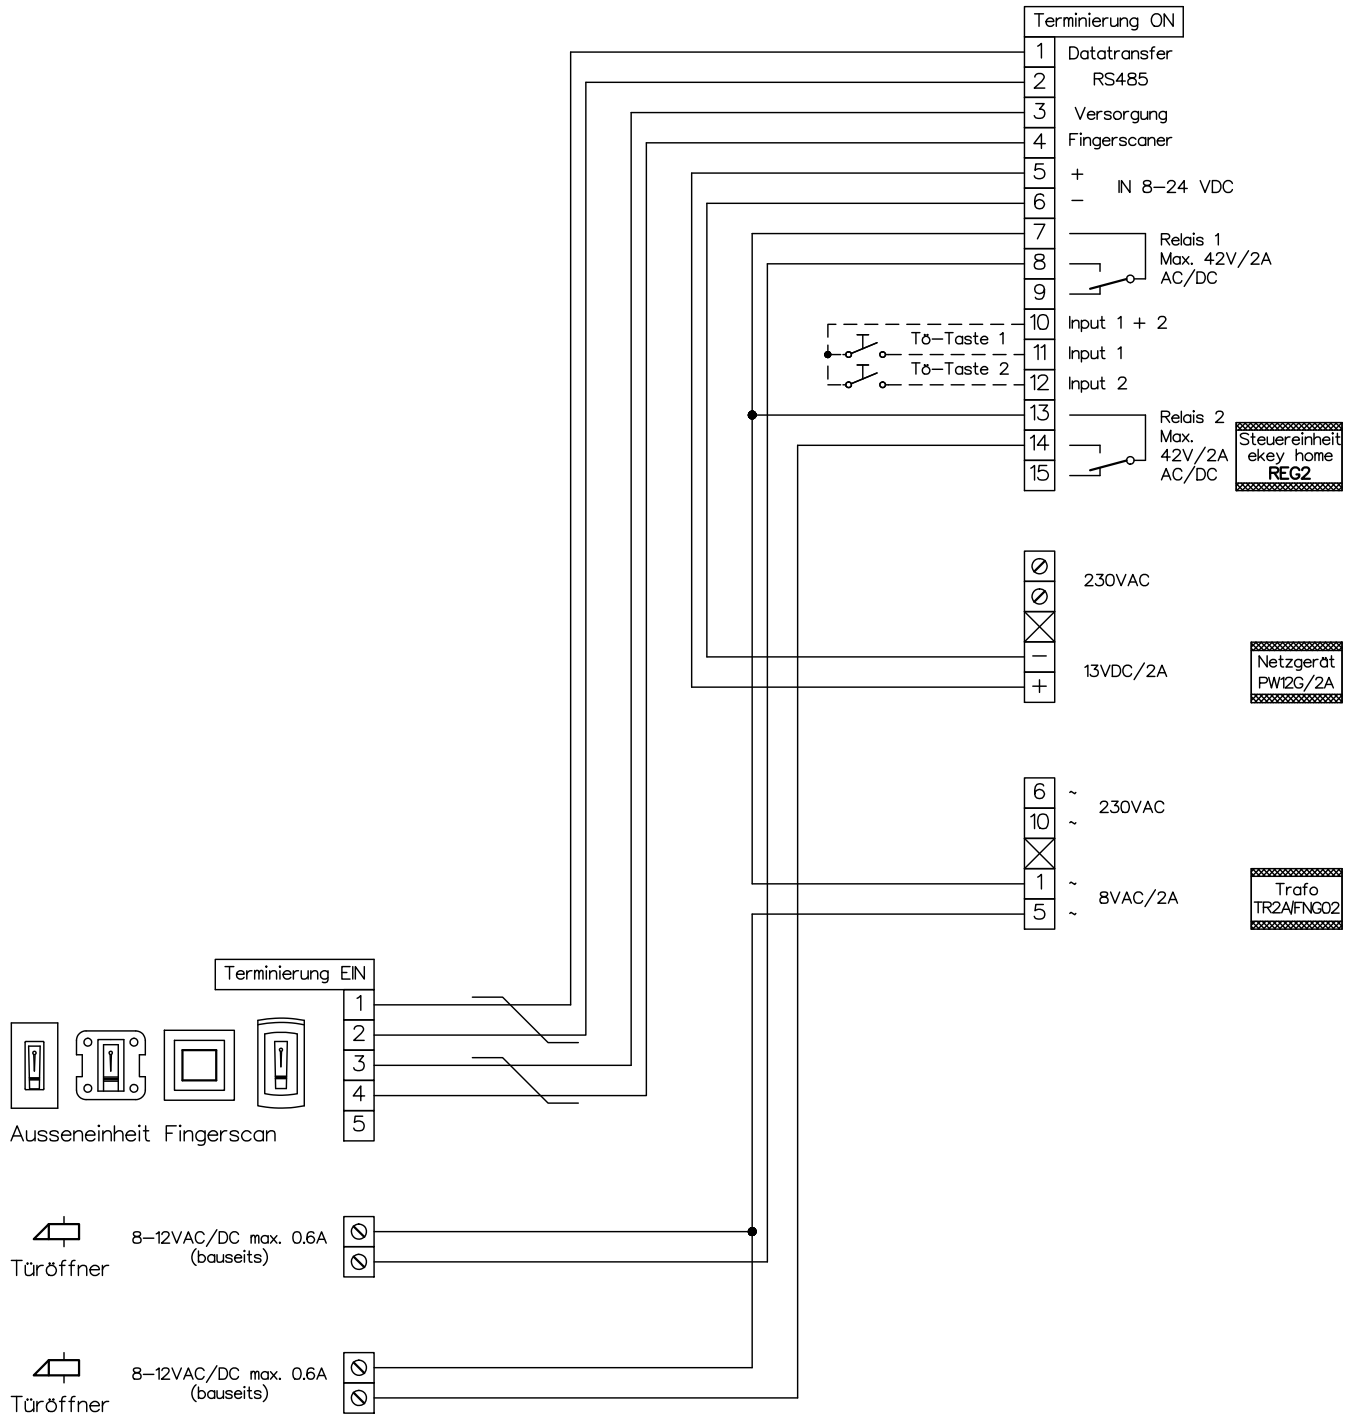 Terminierung ON
1 Datatransfer
2 RS485
3 Versorgung
4 Fingerscaner
5 +
IN 8-24 VDC
6 -
7
Relais 1
8 Max. 42V/2A
AC/DC
9
10 Input 1 + 2
Tö-Taste 1
11 Input 1
Tö-Taste 2
12 Input 2
13
Relais 2
Max.
14
42V/2A
AC/DC
15
Steuereinheit
ekey home
REG2
230VAC
-
13VDC/2A
+
Netzgerät
PW12G/2A
6 ~
230VAC
10 ~
1 ~
8VAC/2A
5 ~
Trafo
TR2A/FNG02
Terminierung EIN
1
2
3
4
5
Ausseneinheit Fingerscan
8-12VAC/DC max. 0.6A
(bauseits)
Türöffner
8-12VAC/DC max. 0.6A
(bauseits)
Türöffner